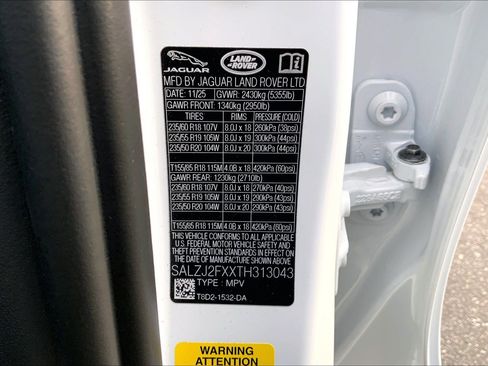 JAGUAR LAND ROVER
MFD BY JAGUAR LAND ROVER LTD
DATE: 11/25 GVWR: 2430kg (5355lb)
GAWR FRONT: 1340kg (2950lb)
TIRES RIMS PRESSURE (COLD)
235/60 R18 107V 8.0J x 18 260kPa (38psi)
235/55 R19 105W 8.0J x 19 300kPa (44psi)
235/50 R20 104W 8.0J x 20 300kPa (44psi)
T155/85 R18 115M 4.0B x 18 420kPa (60psi)
GAWR REAR: 1230kg (2710lb)
235/60 R18 107V 8.0J x 18 270kPa (40psi)
235/55 R19 105W 8.0J x 19 290kPa (43psi)
235/50 R20 104W 8.0J x 20 290kPa (43psi)
T155/85 R18 115M 4.0B x 18 420kPa (60psi)
THIS VEHICLE CONFORMS TO ALL APPLICABLE
U.S. FEDERAL MOTOR VEHICLE SAFETY
AND BUMPER STANDARDS IN EFFECT ON THE
DATE OF MANUFACTURE SHOWN ABOVE
SALZJ2FXXTH313043
TYPE : MPV
T8D2-1532-DA
WARNING
ATTENTION